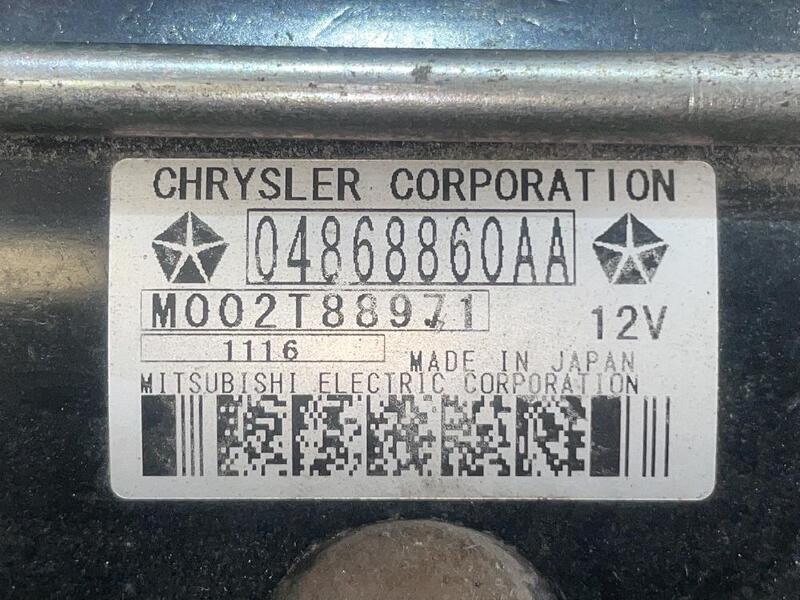 CHRYSLER CORPORATION
04868860AA
M002T88971 12V
1116
MADE IN JAPAN
MITSUBISHI ELECTRIC CORPORATION